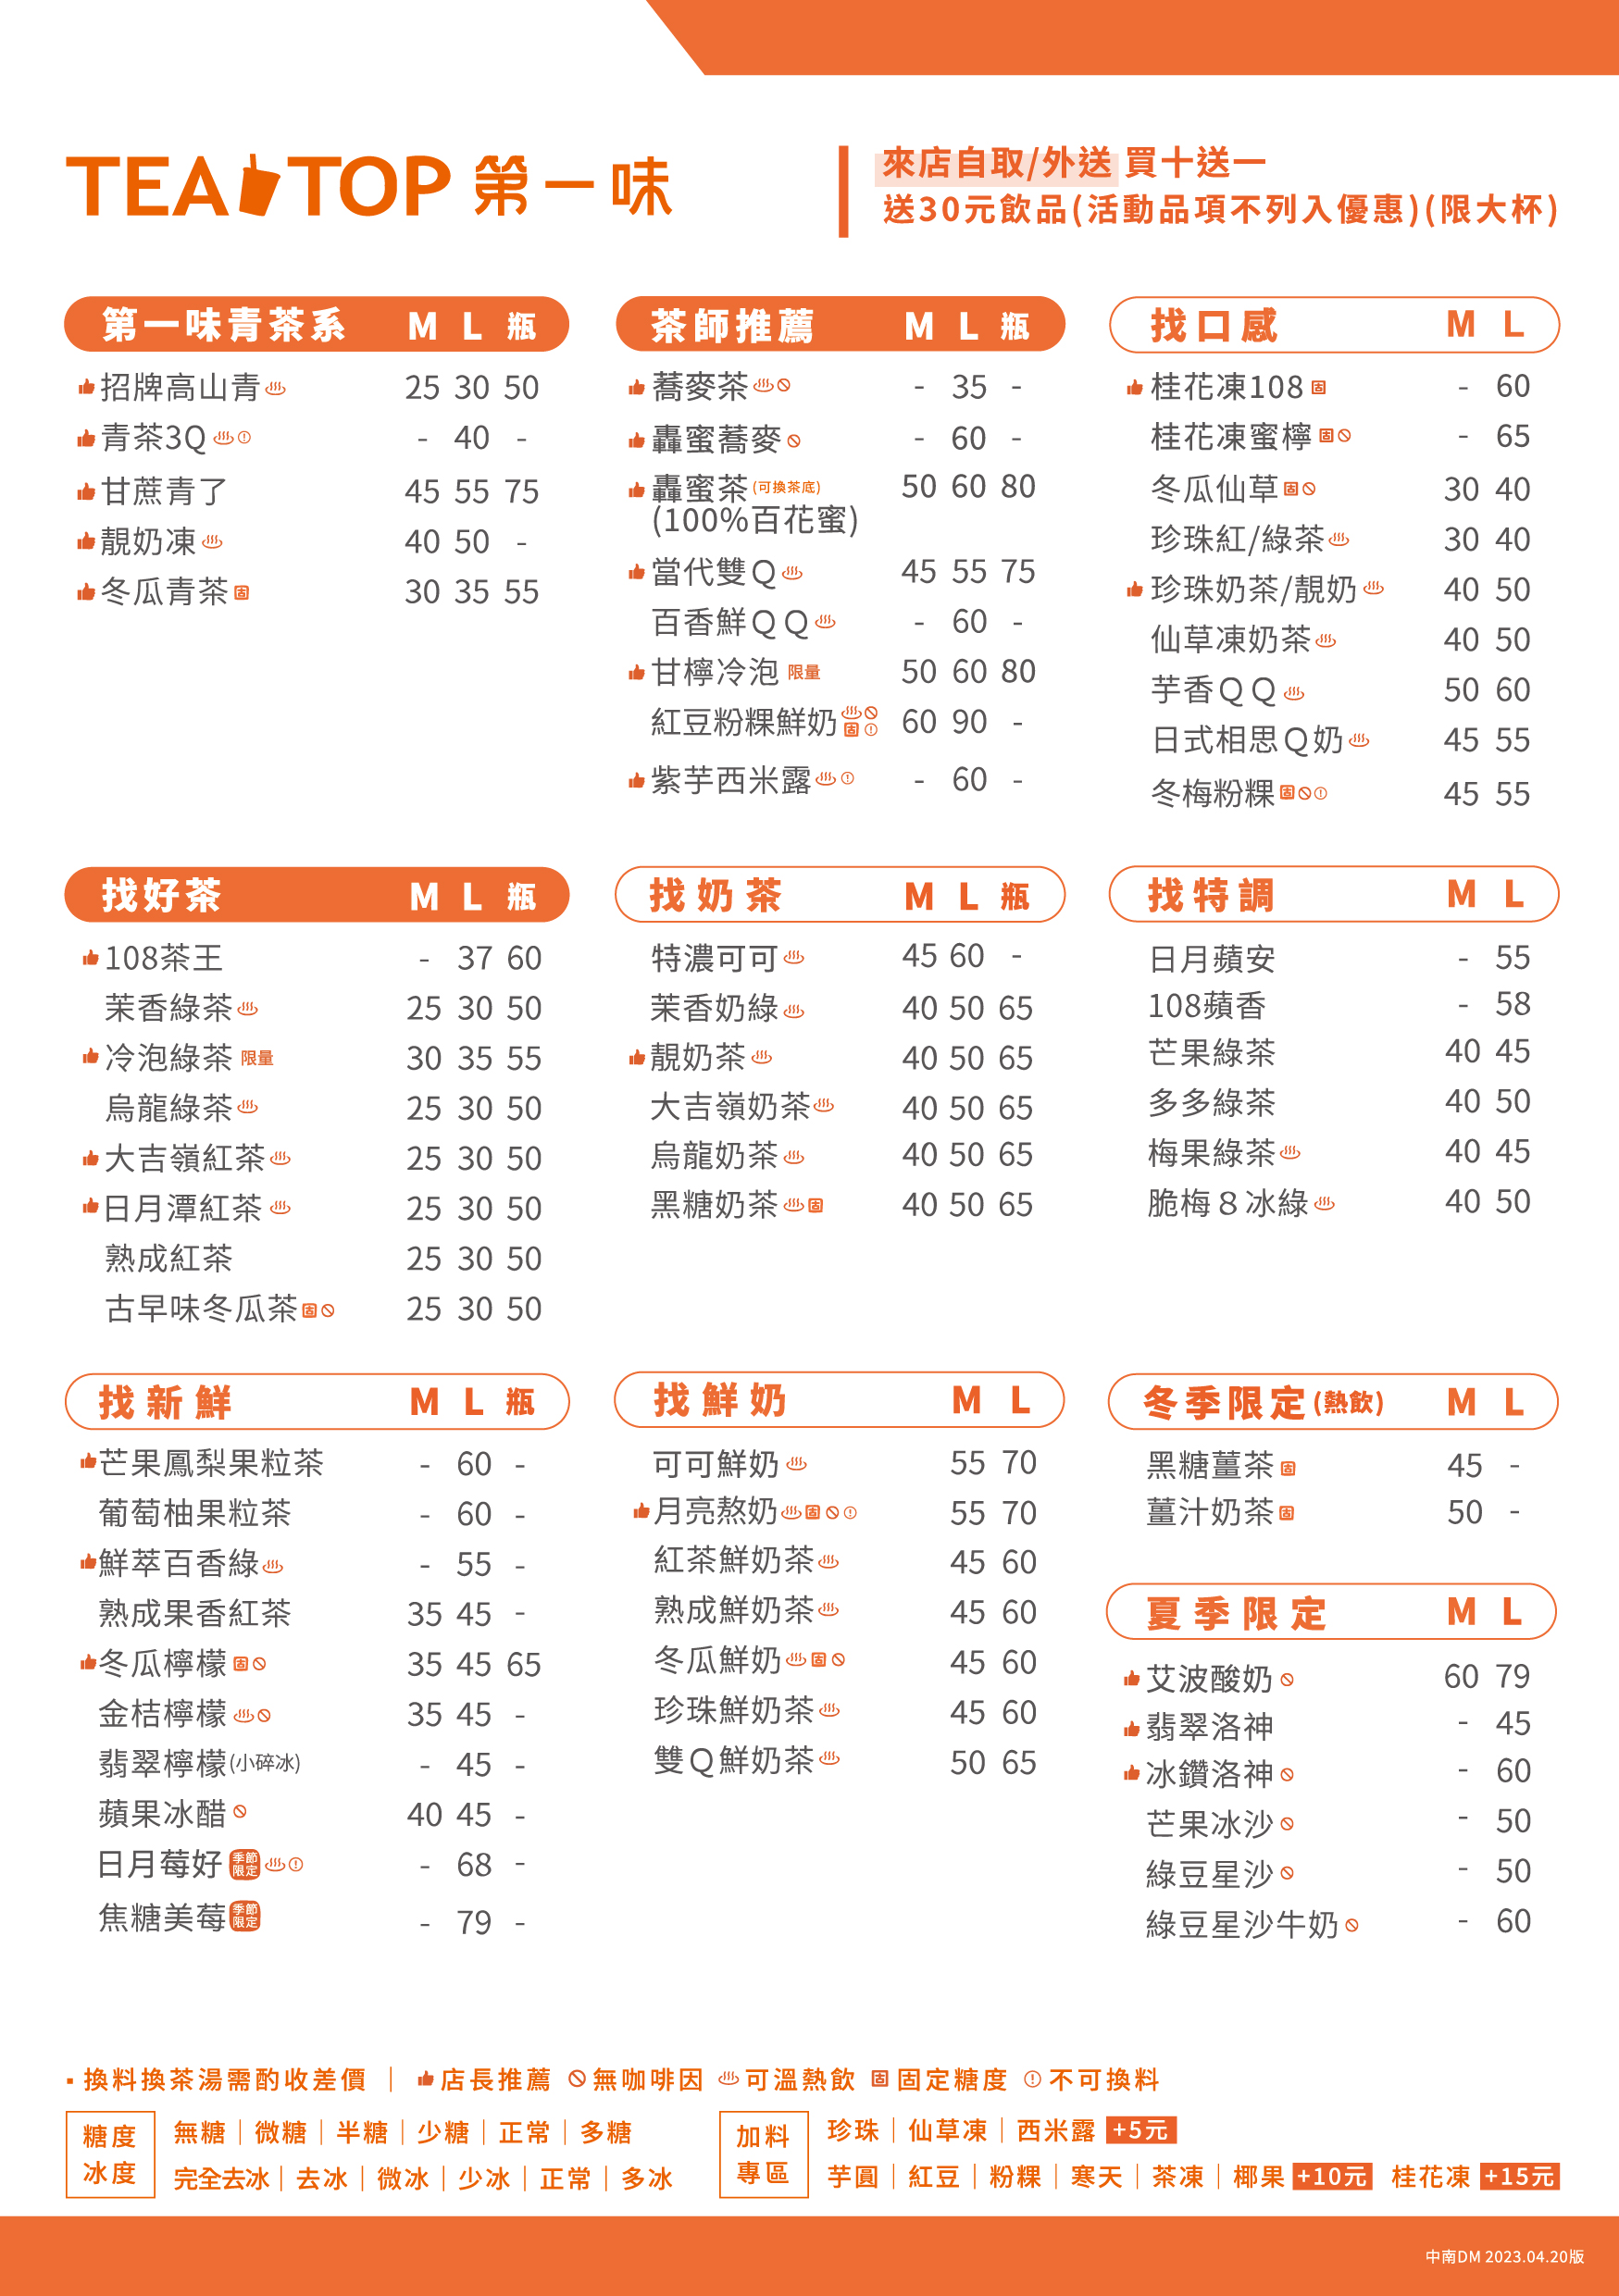 TEA TOP 第一味
來店自取/外送 買十送一
送30元飲品(活動品項不列入優惠)(限大杯)
第一味青茶系 M L 瓶
招牌高山青 25 30 50
青茶3Q - 40 -
甘蔗青了 45 55 75
靚奶凍 40 50 -
冬瓜青茶 固 30 35 55
茶師推薦 M L 瓶
蕎麥茶 - 35 -
轟蜜蕎麥 - 60 -
轟蜜茶(可換茶底) 50 60 80
(100%百花蜜)
當代雙Q 45 55 75
百香鮮QQ - 60 -
甘檸冷泡 限量 50 60 80
紅豆粉粿鮮奶 固 60 90 -
紫芋西米露 - 60 -
找口感 M L
桂花凍108 固 - 60
桂花凍蜜檸 固 - 65
冬瓜仙草 固 30 40
珍珠紅/綠茶 30 40
珍珠奶茶/靚奶 40 50
仙草凍奶茶 40 50
芋香QQ 50 60
日式相思Q奶 45 55
冬梅粉粿 固 45 55
找好茶 M L 瓶
108茶王 - 37 60
茉香綠茶 25 30 50
冷泡綠茶 限量 30 35 55
烏龍綠茶 25 30 50
大吉嶺紅茶 25 30 50
日月潭紅茶 25 30 50
熟成紅茶 25 30 50
古早味冬瓜茶 固 25 30 50
找奶茶 M L 瓶
特濃可可 45 60 -
茉香奶綠 40 50 65
靚奶茶 40 50 65
大吉嶺奶茶 40 50 65
烏龍奶茶 40 50 65
黑糖奶茶 固 40 50 65
找特調 M L
日月蘋安 - 55
108蘋香 - 58
芒果綠茶 40 45
多多綠茶 40 50
梅果綠茶 40 45
脆梅8冰綠 40 50
找新鮮 M L 瓶
芒果鳳梨果粒茶 - 60 -
葡萄柚果粒茶 - 60 -
鮮萃百香綠 - 55 -
熟成果香紅茶 35 45 -
冬瓜檸檬 固 35 45 65
金桔檸檬 35 45 -
翡翠檸檬(小碎冰) - 45 -
蘋果冰醋 40 45 -
日月莓好 季節限定 - 68 -
焦糖美莓 季節限定 - 79 -
找鮮奶 M L
可可鮮奶 55 70
月亮熬奶 固 55 70
紅茶鮮奶茶 45 60
熟成鮮奶茶 45 60
冬瓜鮮奶 固 45 60
珍珠鮮奶茶 45 60
雙Q鮮奶茶 50 65
冬季限定(熱飲) M L
黑糖薑茶 固 45 -
薑汁奶茶 固 50 -
夏季限定 M L
艾波酸奶 60 79
翡翠洛神 - 45
冰鑽洛神 - 60
芒果冰沙 - 50
綠豆星沙 - 50
綠豆星沙牛奶 - 60
▪換料換茶湯需酌收差價 | 店長推薦 無咖啡因 可溫熱飲 固 固定糖度 不可換料
糖度
冰度
無糖|微糖|半糖|少糖|正常|多糖
完全去冰|去冰|微冰|少冰|正常|多冰
加料
專區
珍珠|仙草凍|西米露 +5元
芋圓|紅豆|粉粿|寒天|茶凍|椰果 +10元 桂花凍 +15元
中南DM 2023.04.20版